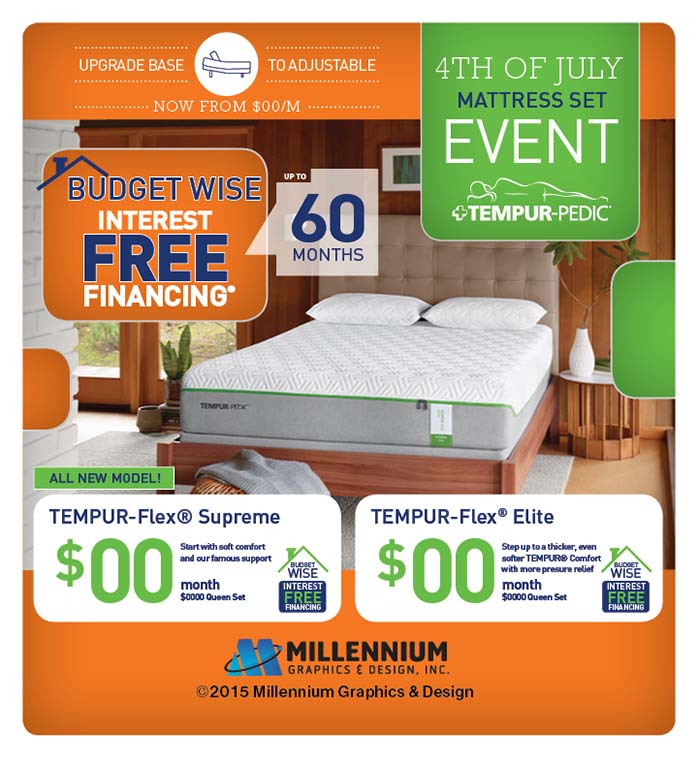 UPGRADE BASE TO ADJUSTABLE
NOW FROM $00/M
4TH OF JULY
MATTRESS SET
EVENT
TEMPUR-PEDIC®
BUDGET WISE
INTEREST
FREE
FINANCING*
UP TO
60
MONTHS
TEMPUR-PEDIC
ALL NEW MODEL!
TEMPUR-Flex® Supreme
$00
Start with soft comfort
and our famous support
month
$0000 Queen Set
BUDGET
WISE
INTEREST
FREE
FINANCING
TEMPUR-Flex® Elite
$00
Step up to a thicker, even
softer TEMPUR® Comfort
with more presure relief
month
$0000 Queen Set
BUDGET
WISE
INTEREST
FREE
FINANCING
MILLENNIUM
GRAPHICS & DESIGN, INC.
©2015 Millennium Graphics & Design